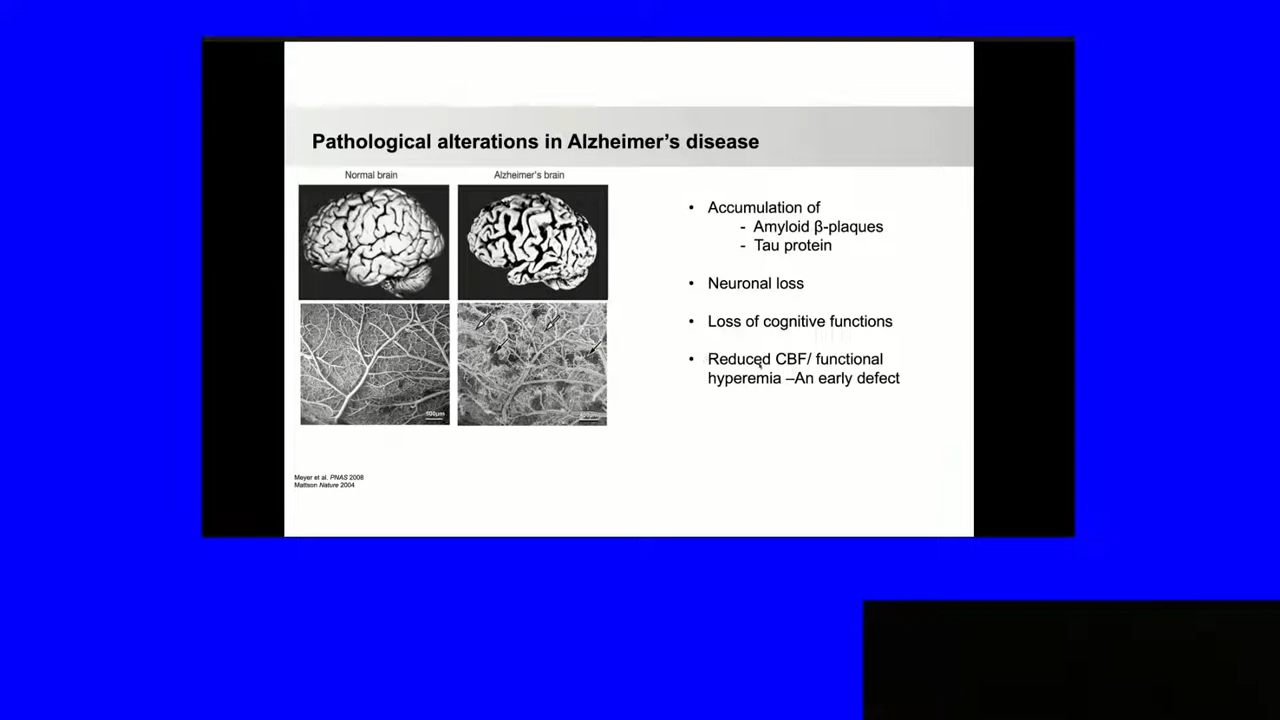 Pathological alterations in Alzheimer's disease
Normal brain
Alzheimer's brain
500µm
• Accumulation of
- Amyloid β-plaques
- Tau protein
• Neuronal loss
• Loss of cognitive functions
• Reduced CBF/ functional
hyperemia –An early defect
Meyer et al. PNAS 2008
Mattson Nature 2004